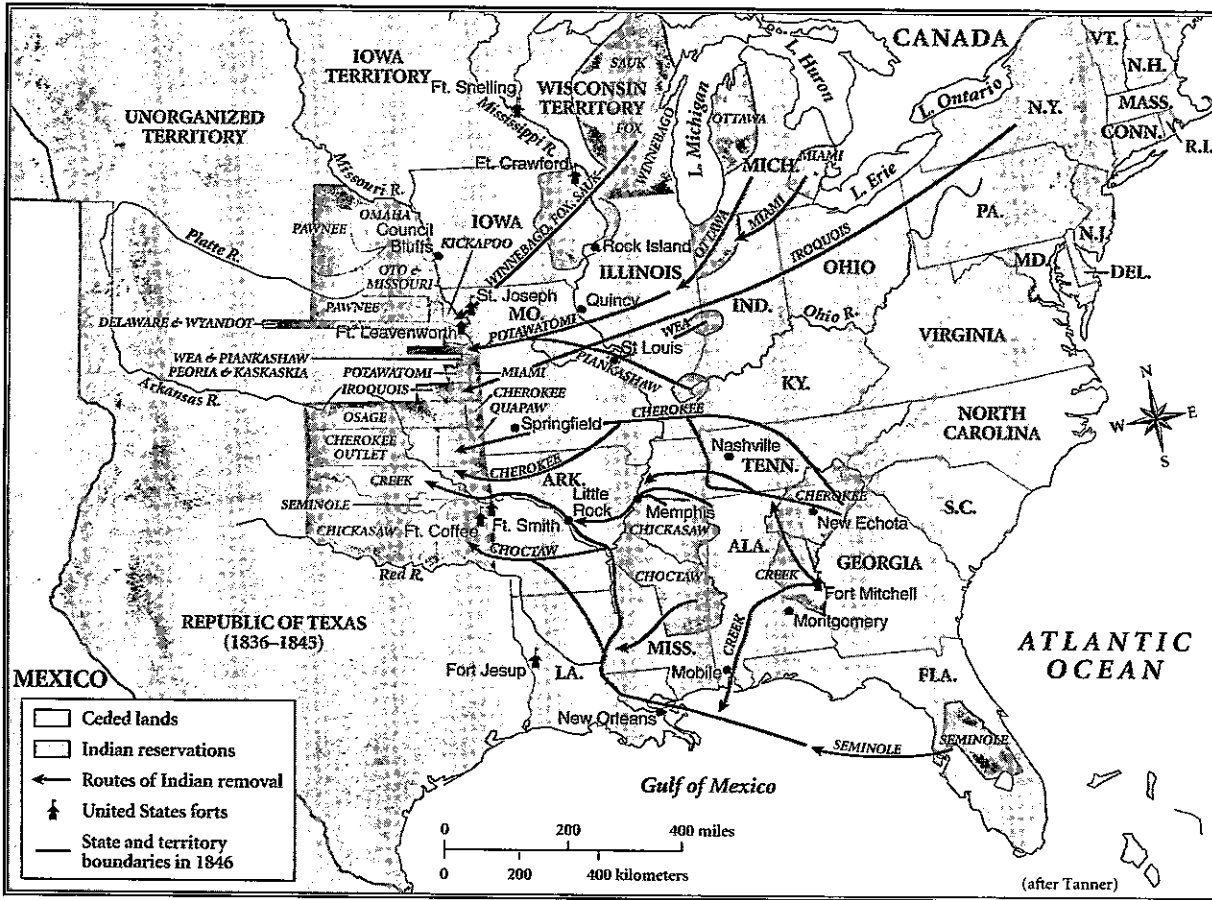 CANADA
VT.
N.H.
MASS.
CONN.
R.I.
N.Y.
L. Ontario
L. Huron
L. Michigan
L. Erie
IOWA
TERRITORY
Ft. Snelling
SAUK
WISCONSIN
TERRITORY
FOX
WINNEBAGO
OTTAWA
MICH.
MIAMI
UNORGANIZED
TERRITORY
Mississippi R.
Missouri R.
Ft. Crawford
PAWNEE
OMAHA
Council
Bluffs
IOWA
KICKAPOO
WINNEBAGO, FOX, SAUK
Rock Island
OTTAWA
MIAMI
IROQUOIS
PA.
N.J.
MD.
DEL.
Platte R.
OTO &
MISSOURI
ILLINOIS
OHIO
IND.
PAWNEE
St. Joseph
MO.
Quincy
Ohio R.
VIRGINIA
DELAWARE & WYANDOT
Ft. Leavenworth
POTAWATOMI
WEA
St Louis
PIANKASHAW
WEA & PIANKASHAW
PEORIA & KASKASKIA
POTAWATOMI
MIAMI
IROQUOIS
KY.
Arkansas R.
CHEROKEE
QUAPAW
OSAGE
Springfield
CHEROKEE
NORTH
CAROLINA
N
E
S
W
CHEROKEE
OUTLET
CHEROKEE
Nashville
TENN.
CREEK
ARK.
Little
Rock
Memphis
CHEROKEE
New Echota
S.C.
SEMINOLE
CHICKASAW
Ft. Coffee
Ft. Smith
CHICKASAW
CHOCTAW
ALA.
GEORGIA
CREEK
Fort Mitchell
Red R.
CHOCTAW
Montgomery
REPUBLIC OF TEXAS
(1836–1845)
MISS.
CREEK
ATLANTIC
OCEAN
MEXICO
Fort Jesup
LA.
Mobile
FLA.
New Orleans
SEMINOLE
SEMINOLE
Gulf of Mexico
Ceded lands
Indian reservations
Routes of Indian removal
United States forts
State and territory
boundaries in 1846
0 200 400 miles
0 200 400 kilometers
(after Tanner)